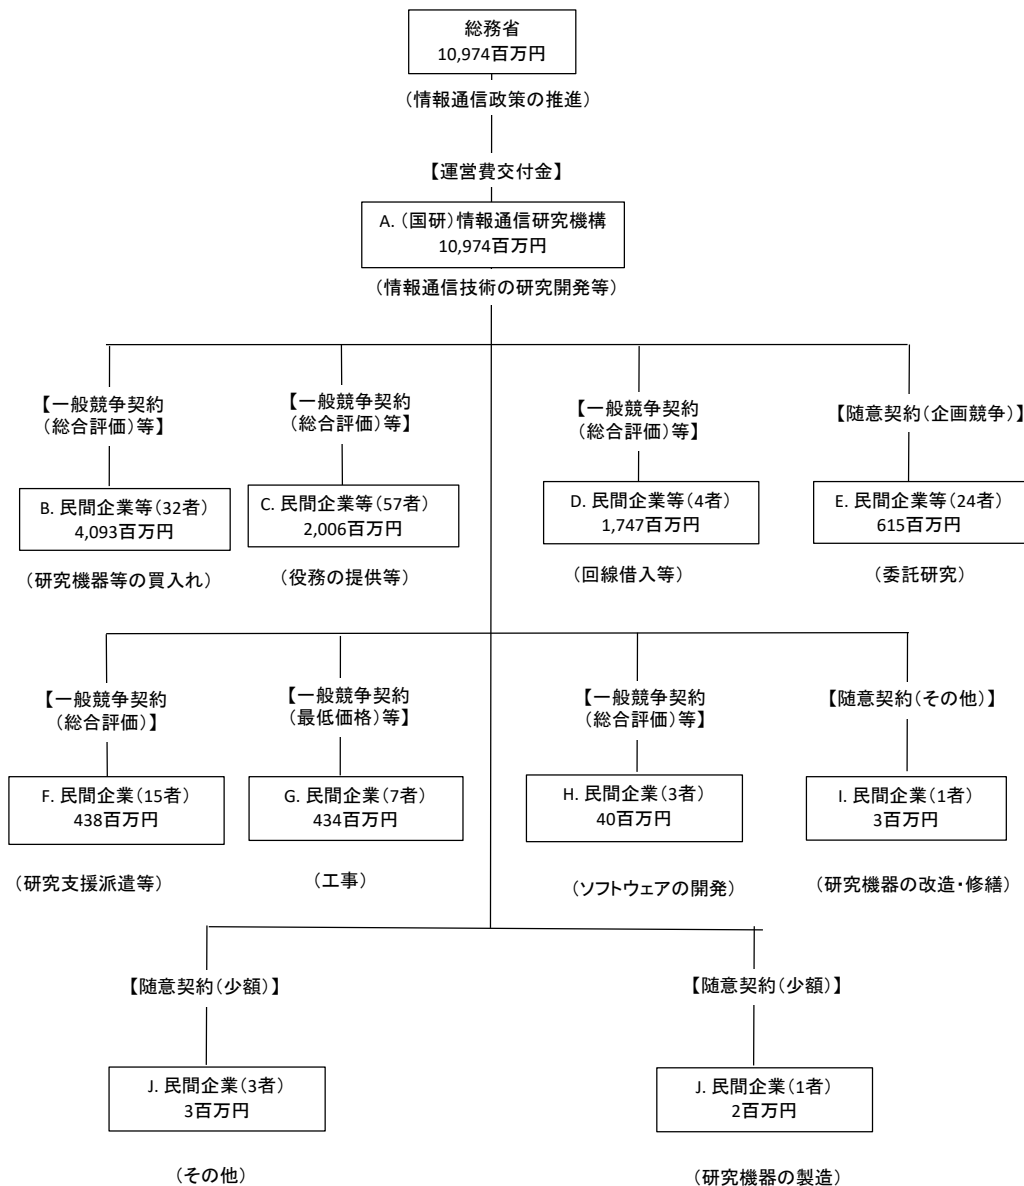 総務省
10,974百万円
（情報通信政策の推進）
【運営費交付金】
A.（国研）情報通信研究機構
10,974百万円
（情報通信技術の研究開発等）
【一般競争契約
（総合評価）等】
B. 民間企業等（32者）
4,093百万円
（研究機器等の買入れ）
【一般競争契約
（総合評価）等】
C. 民間企業等（57者）
2,006百万円
（役務の提供等）
【一般競争契約
（総合評価）等】
D. 民間企業等（4者）
1,747百万円
（回線借入等）
【随意契約（企画競争）】
E. 民間企業等（24者）
615百万円
（委託研究）
【一般競争契約
（総合評価）】
F. 民間企業（15者）
438百万円
（研究支援派遣等）
【一般競争契約
（最低価格）等】
G. 民間企業（7者）
434百万円
（工事）
【一般競争契約
（総合評価）等】
H. 民間企業（3者）
40百万円
（ソフトウェアの開発）
【随意契約（その他）】
I. 民間企業（1者）
3百万円
（研究機器の改造・修繕）
【随意契約（少額）】
J. 民間企業（3者）
3百万円
（その他）
【随意契約（少額）】
J. 民間企業（1者）
2百万円
（研究機器の製造）